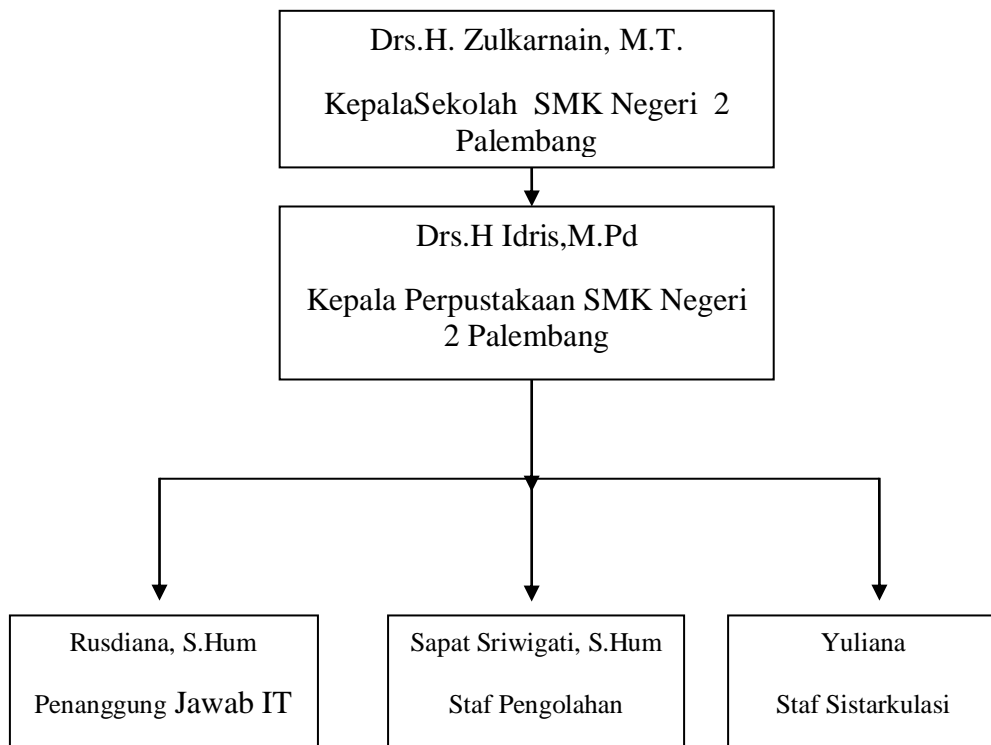 Drs.H. Zulkarnain, M.T.
KepalaSekolah SMK Negeri 2
Palembang
Drs.H Idris,M.Pd
Kepala Perpustakaan SMK Negeri
2 Palembang
Rusdiana, S.Hum
Penanggung Jawab IT
Sapat Sriwigati, S.Hum
Staf Pengolahan
Yuliana
Staf Sistarkulasi